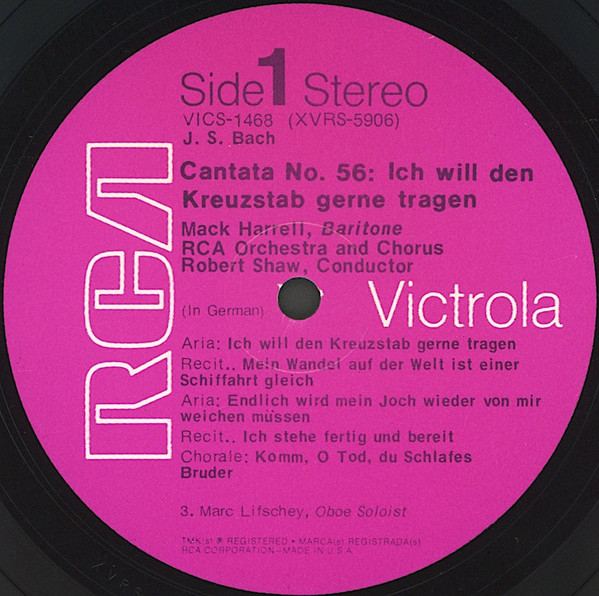 Side 1 Stereo
VICS-1468 (XVRS-5906)
J. S. Bach
Cantata No. 56: Ich will den
Kreuzstab gerne tragen
Mack Harrell, Baritone
RCA Orchestra and Chorus
Robert Shaw, Conductor
RCA
(In German)
Victrola
Aria: Ich will den Kreuzstab gerne tragen
Recit.. Mein Wandel auf der Welt ist einer
Schiffahrt gleich
Aria: Endlich wird mein Joch wieder von mir
weichen müssen
Recit.. Ich stehe fertig und bereit
Chorale: Komm, O Tod, du Schlafes
Bruder
3. Marc Lifschey, Oboe Soloist
TMK(s) ® REGISTERED • MARCA(s) REGISTRADA(s)
RCA CORPORATION—MADE IN U.S.A.